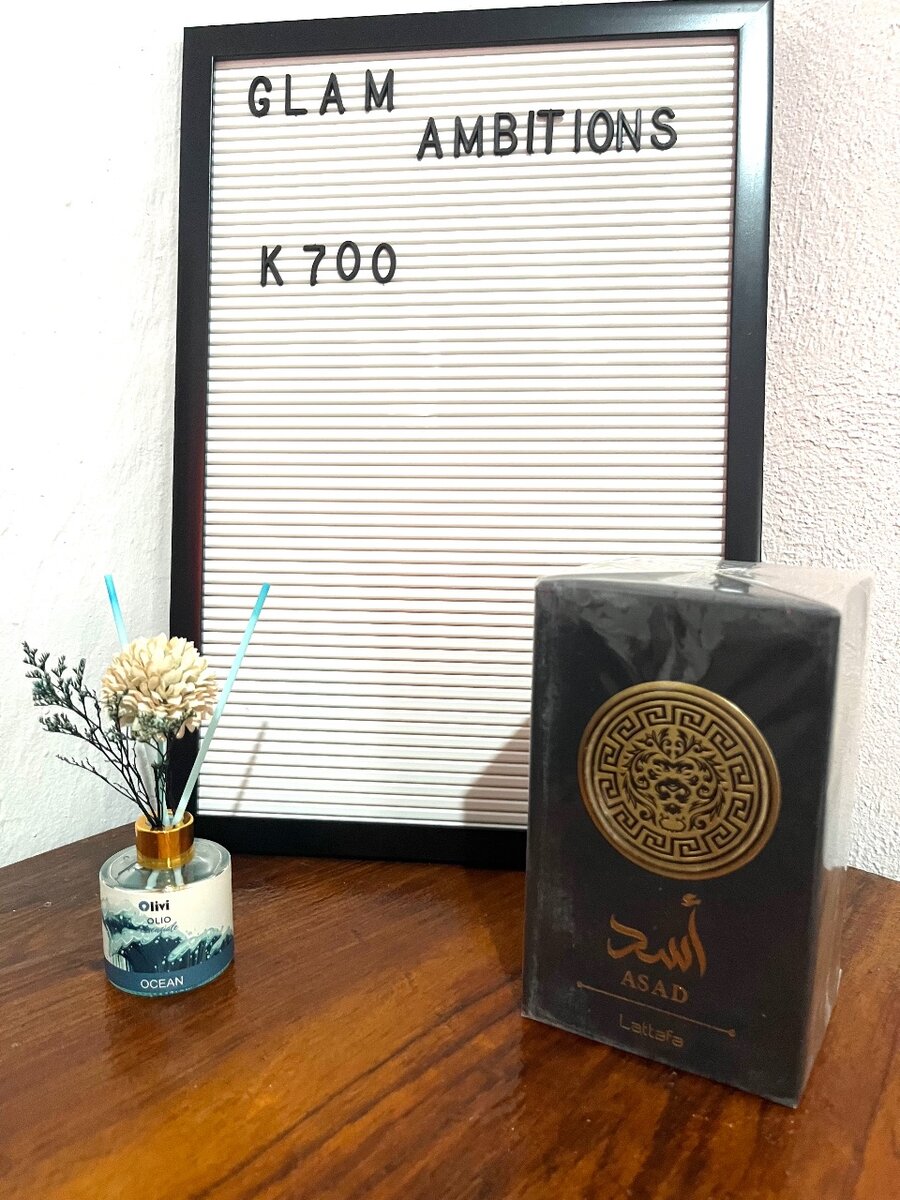 GLAM
AMBITIONS
K700
Olivi
OLIO
OCEAN
أسد
ASAD
Lattafa